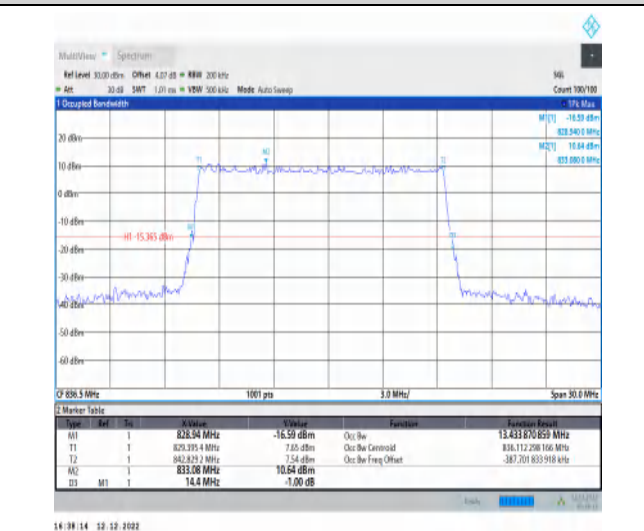 MultiView Spectrum
Ref Level 30.00 dBm Offset 4.07 dB RBW 200 kHz SGL
Att 30 dB SWT 1.01 ms VBW 500 kHz Mode Auto Sweep Count 100/100
1 Occupied Bandwidth 1Pk Max
M1[1] -16.59 dBm
828.940 0 MHz
M2[1] 10.64 dBm
833.080 0 MHz
20 dBm
M2
T1 T2
10 dBm
0 dBm
-10 dBm
H1 -15.365 dBm
-20 dBm
-30 dBm
-40 dBm
-50 dBm
-60 dBm
CF 836.5 MHz 1001 pts 3.0 MHz/ Span 30.0 MHz
2 Marker Table
Type Ref Trc X-Value Y-Value Function Function Result
M1 1 828.94 MHz -16.59 dBm Occ Bw 13.433 870 859 MHz
T1 1 829.395 4 MHz 7.65 dBm Occ Bw Centroid 836.112 298 166 MHz
T2 1 842.829 2 MHz 7.54 dBm Occ Bw Freq Offset -387.701 833 918 kHz
M2 1 833.08 MHz 10.64 dBm
D3 M1 1 14.4 MHz -1.00 dB
16:38:14 12.12.2022